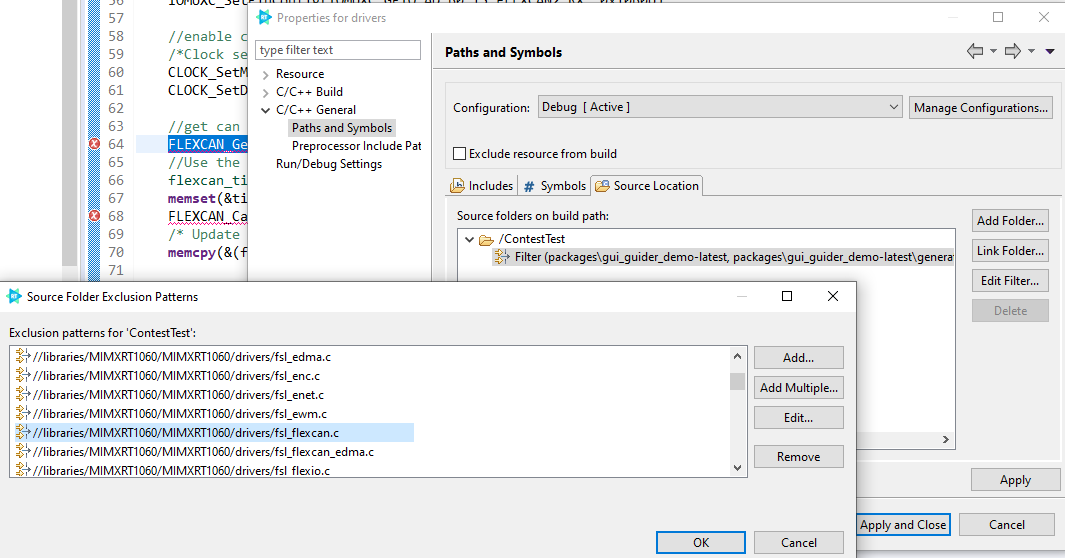 56
57
58 //enable c
59 /*Clock se
60 CLOCK_SetM
61 CLOCK_SetD
62
63 //get can
64 FLEXCAN_Ge
65 //Use the
66 flexcan_ti
67 memset(&ti
68 FLEXCAN_Ca
69 /* Update
70 memcpy(&(f
71
Properties for drivers
type filter text
Resource
C/C++ Build
C/C++ General
Paths and Symbols
Preprocessor Include Pat
Run/Debug Settings
Paths and Symbols
Configuration: Debug [ Active ] Manage Configurations...
Exclude resource from build
Includes # Symbols Source Location
Source folders on build path:
/ContestTest
Filter (packages\gui_guider_demo-latest, packages\gui_guider_demo-latest\genera
Add Folder...
Link Folder...
Edit Filter...
Delete
Apply
Apply and Close Cancel
Source Folder Exclusion Patterns
Exclusion patterns for 'ContestTest':
//libraries/MIMXRT1060/MIMXRT1060/drivers/fsl_edma.c
//libraries/MIMXRT1060/MIMXRT1060/drivers/fsl_enc.c
//libraries/MIMXRT1060/MIMXRT1060/drivers/fsl_enet.c
//libraries/MIMXRT1060/MIMXRT1060/drivers/fsl_ewm.c
//libraries/MIMXRT1060/MIMXRT1060/drivers/fsl_flexcan.c
//libraries/MIMXRT1060/MIMXRT1060/drivers/fsl_flexcan_edma.c
//libraries/MIMXRT1060/MIMXRT1060/drivers/fsl_flexio.c
Add...
Add Multiple...
Edit...
Remove
OK Cancel